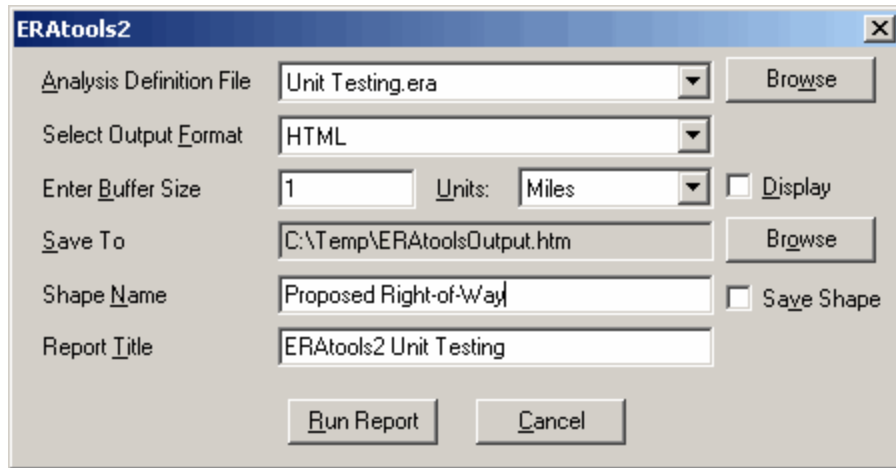 ERAtools2
Analysis Definition File Unit Testing.era Browse
Select Output Format HTML
Enter Buffer Size 1 Units: Miles Display
Save To C:\Temp\ERAtoolsOutput.htm Browse
Shape Name Proposed Right-of-Way Save Shape
Report Title ERAtools2 Unit Testing
Run Report Cancel